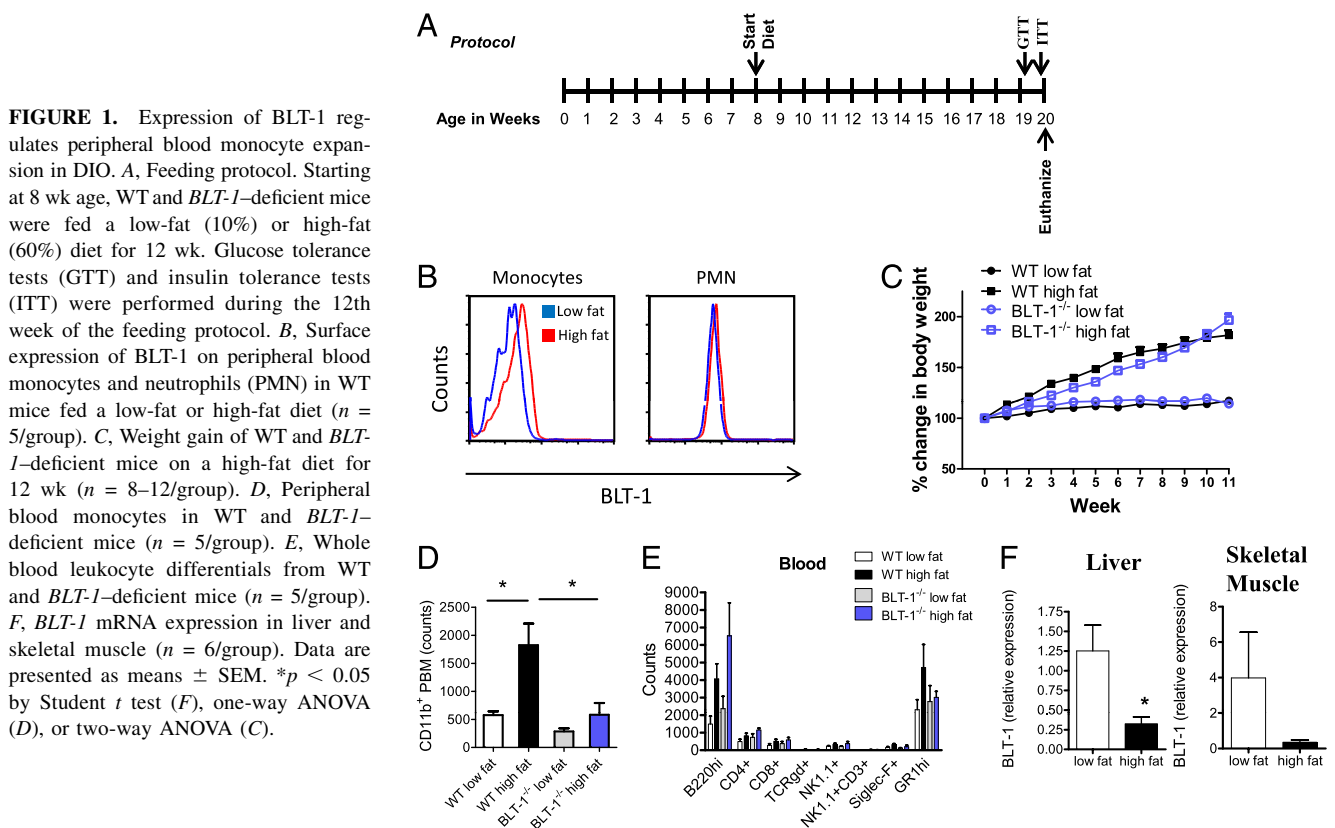 FIGURE 1. Expression of BLT-1 reg-
ulates peripheral blood monocyte expan-
sion in DIO. A, Feeding protocol. Starting
at 8 wk age, WT and BLT-1–deficient mice
were fed a low-fat (10%) or high-fat
(60%) diet for 12 wk. Glucose tolerance
tests (GTT) and insulin tolerance tests
(ITT) were performed during the 12th
week of the feeding protocol. B, Surface
expression of BLT-1 on peripheral blood
monocytes and neutrophils (PMN) in WT
mice fed a low-fat or high-fat diet (n =
5/group). C, Weight gain of WT and BLT-
1–deficient mice on a high-fat diet for
12 wk (n = 8–12/group). D, Peripheral
blood monocytes in WT and BLT-1–
deficient mice (n = 5/group). E, Whole
blood leukocyte differentials from WT
and BLT-1–deficient mice (n = 5/group).
F, BLT-1 mRNA expression in liver and
skeletal muscle (n = 6/group). Data are
presented as means ± SEM. *p < 0.05
by Student t test (F), one-way ANOVA
(D), or two-way ANOVA (C).
A
Protocol
Start
Diet
GTT
ITT
Age in Weeks 0 1 2 3 4 5 6 7 8 9 10 11 12 13 14 15 16 17 18 19 20
Euthanize
B
Monocytes
PMN
Low fat
High fat
Counts
BLT-1
C
WT low fat
WT high fat
BLT-1-/- low fat
BLT-1-/- high fat
% change in body weight
200
150
100
50
0 1 2 3 4 5 6 7 8 9 10 11
Week
D
* *
CD11b+ PBM (counts)
2500
2000
1500
1000
500
0
WT low fat
WT high fat
BLT-1-/- low fat
BLT-1-/- high fat
E
Blood
WT low fat
WT high fat
BLT-1-/- low fat
BLT-1-/- high fat
Counts
9000
8000
7000
6000
5000
4000
3000
2000
1000
0
B220hi
CD4+
CD8+
TCRgd+
NK1.1+
NK1.1+CD3+
Siglec-F+
GR1hi
F
Liver
BLT-1 (relative expression)
1.75
1.50
1.25
1.00
0.75
0.50
0.25
0.00
*
low fat high fat
Skeletal
Muscle
BLT-1 (relative expression)
8
6
4
2
0
low fat high fat